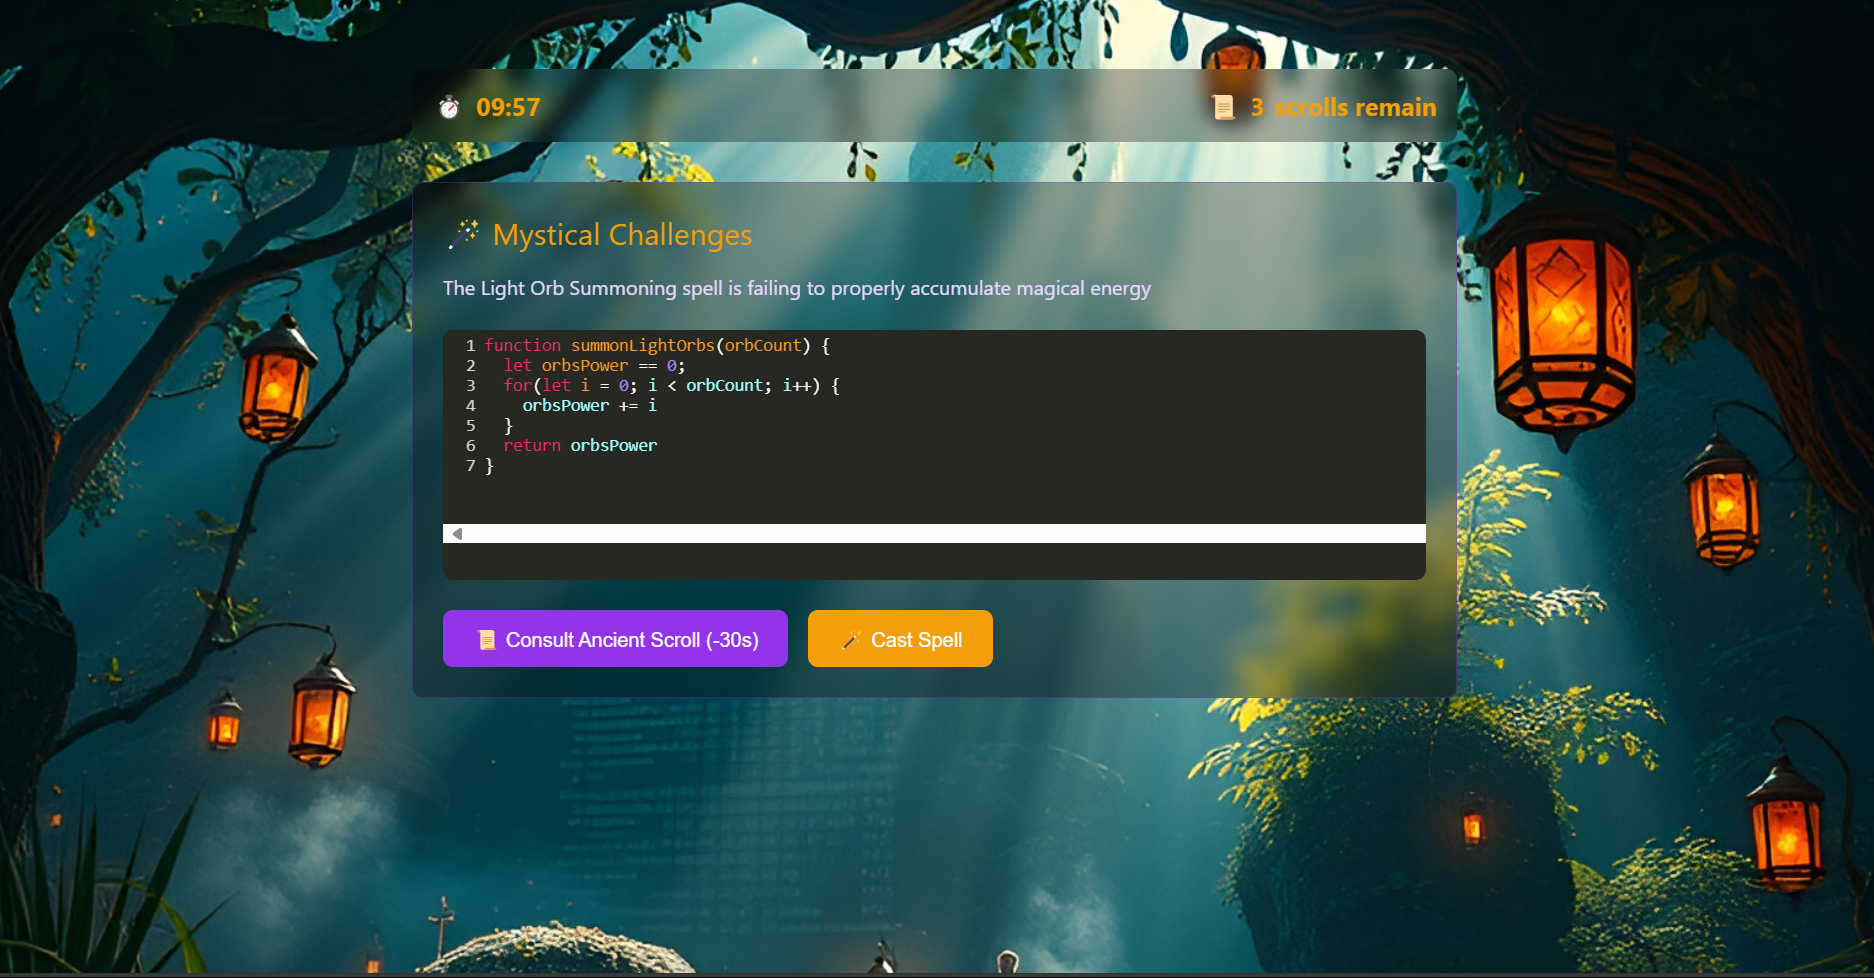 09:57
3 scrolls remain
Mystical Challenges
The Light Orb Summoning spell is failing to properly accumulate magical energy
1 function summonLightOrbs(orbCount) {
2   let orbsPower == 0;
3   for(let i = 0; i < orbCount; i++) {
4     orbsPower += i
5   }
6   return orbsPower
7 }
Consult Ancient Scroll (-30s)
Cast Spell